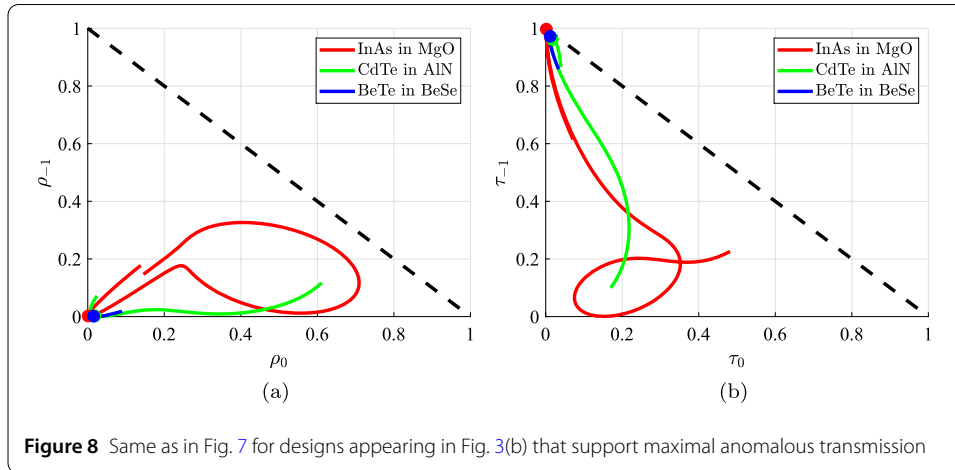 1
0.8
0.6
0.4
0.2
0
ρ₋₁
InAs in MgO
CdTe in AlN
BeTe in BeSe
0 0.2 0.4 0.6 0.8 1
ρ₀
(a)
1
0.8
0.6
0.4
0.2
0
τ₋₁
InAs in MgO
CdTe in AlN
BeTe in BeSe
0 0.2 0.4 0.6 0.8 1
τ₀
(b)
Figure 8 Same as in Fig. 7 for designs appearing in Fig. 3(b) that support maximal anomalous transmission